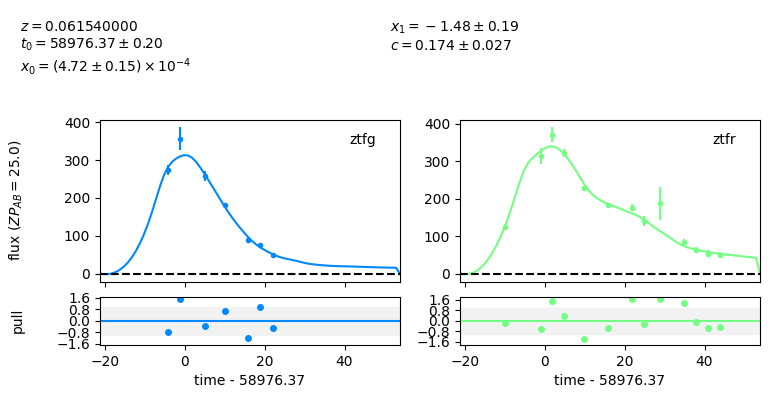 z = 0.061540000
t₀ = 58976.37 ± 0.20
x₀ = (4.72 ± 0.15) × 10⁻⁴
x₁ = −1.48 ± 0.19
c = 0.174 ± 0.027
flux (ZP_AB = 25.0)
400
300
200
100
0
ztfg
400
300
200
100
0
ztfr
pull
1.6
0.8
0.0
−0.8
−1.6
−20
0
20
40
time - 58976.37
1.6
0.8
0.0
−0.8
−1.6
−20
0
20
40
time - 58976.37